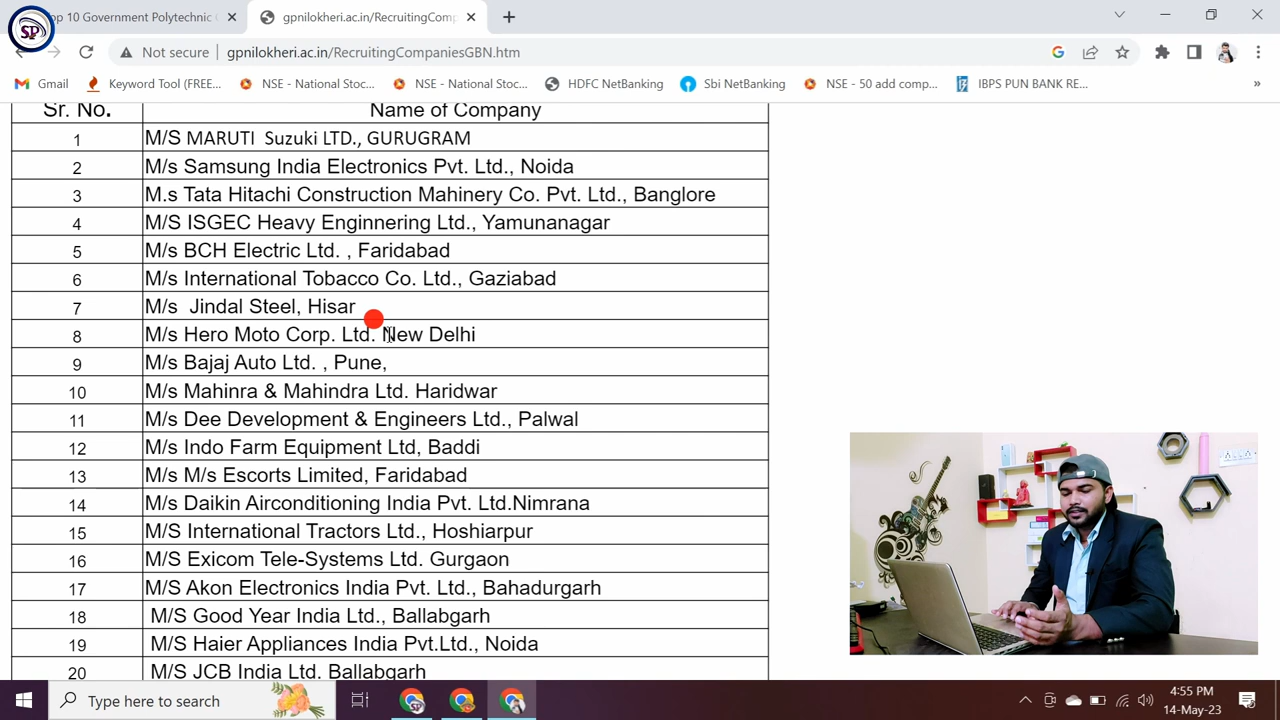 SP
Top 10 Government Polytechnic
gpnilokheri.ac.in/RecruitingComp
Not secure
gpnilokheri.ac.in/RecruitingCompaniesGBN.htm
Gmail
Keyword Tool (FREE...
NSE - National Stoc...
NSE - National Stoc...
HDFC NetBanking
Sbi NetBanking
NSE - 50 add comp...
IBPS PUN BANK RE...
Sr. No. Name of Company
1 M/S MARUTI Suzuki LTD., GURUGRAM
2 M/s Samsung India Electronics Pvt. Ltd., Noida
3 M.s Tata Hitachi Construction Mahinery Co. Pvt. Ltd., Banglore
4 M/S ISGEC Heavy Enginnering Ltd., Yamunanagar
5 M/s BCH Electric Ltd. , Faridabad
6 M/s International Tobacco Co. Ltd., Gaziabad
7 M/s Jindal Steel, Hisar
8 M/s Hero Moto Corp. Ltd. New Delhi
9 M/s Bajaj Auto Ltd. , Pune,
10 M/s Mahinra & Mahindra Ltd. Haridwar
11 M/s Dee Development & Engineers Ltd., Palwal
12 M/s Indo Farm Equipment Ltd, Baddi
13 M/s M/s Escorts Limited, Faridabad
14 M/s Daikin Airconditioning India Pvt. Ltd.Nimrana
15 M/S International Tractors Ltd., Hoshiarpur
16 M/S Exicom Tele-Systems Ltd. Gurgaon
17 M/S Akon Electronics India Pvt. Ltd., Bahadurgarh
18 M/S Good Year India Ltd., Ballabgarh
19 M/S Haier Appliances India Pvt.Ltd., Noida
20 M/S JCB India Ltd. Ballabgarh
Type here to search
4:55 PM
14-May-23